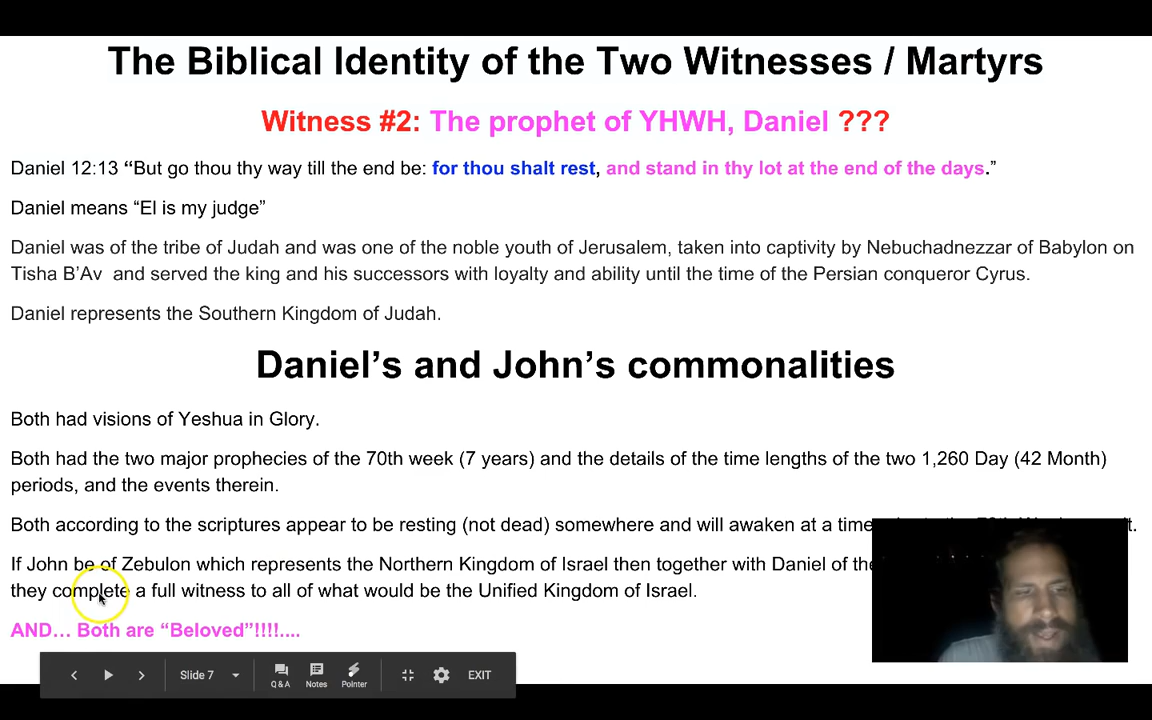 The Biblical Identity of the Two Witnesses / Martyrs
Witness #2: The prophet of YHWH, Daniel ???
Daniel 12:13 “But go thou thy way till the end be: for thou shalt rest, and stand in thy lot at the end of the days.”
Daniel means “El is my judge”
Daniel was of the tribe of Judah and was one of the noble youth of Jerusalem, taken into captivity by Nebuchadnezzar of Babylon on
Tisha B’Av and served the king and his successors with loyalty and ability until the time of the Persian conqueror Cyrus.
Daniel represents the Southern Kingdom of Judah.
Daniel’s and John’s commonalities
Both had visions of Yeshua in Glory.
Both had the two major prophecies of the 70th week (7 years) and the details of the time lengths of the two 1,260 Day (42 Month)
periods, and the events therein.
Both according to the scriptures appear to be resting (not dead) somewhere and will awaken at a time
If John be of Zebulon which represents the Northern Kingdom of Israel then together with Daniel of the
they complete a full witness to all of what would be the Unified Kingdom of Israel.
AND… Both are “Beloved”!!!!....
Slide 7
Q & A
Notes
Pointer
EXIT